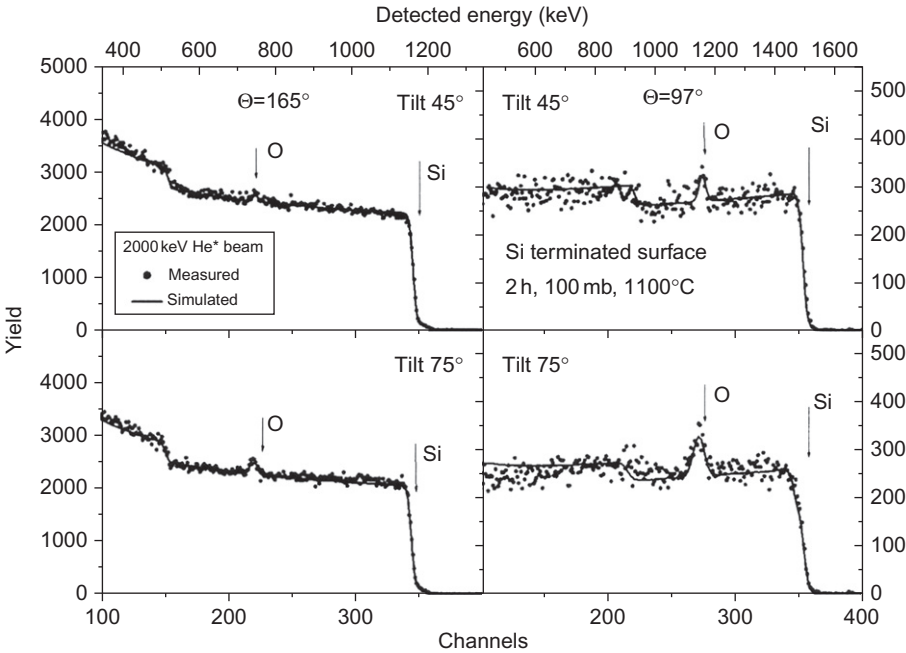 Detected energy (keV)
400 600 800 1000 1200 1400
600 800 1000 1200 1400 1600
5000
4000
3000
2000
1000
0
Θ=165°
Tilt 45°
O
Si
2000 keV He* beam
Measured
Simulated
Tilt 45°
Θ=97°
O
Si
Si terminated surface
2 h, 100 mb, 1100°C
500
400
300
200
100
0
Yield
4000
3000
2000
1000
0
Tilt 75°
O
Si
Tilt 75°
O
Si
500
400
300
200
100
0
100 200 300
200 300 400
Channels